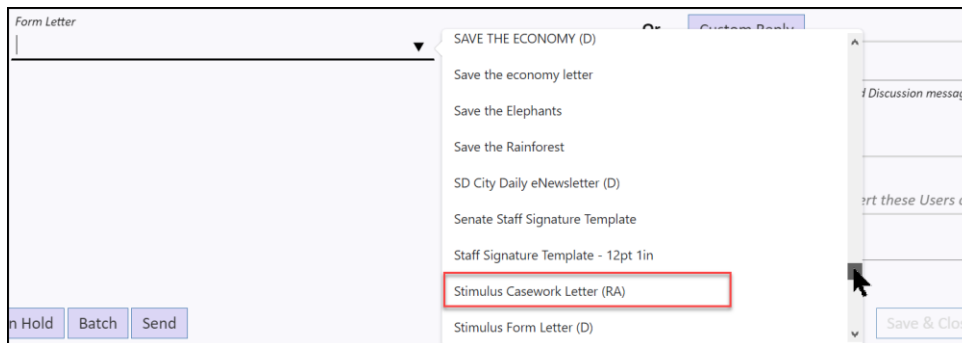 Form Letter
Or Custom Reply
SAVE THE ECONOMY (D)
Save the economy letter
Save the Elephants
d Discussion messag
Save the Rainforest
SD City Daily eNewsletter (D)
ert these Users
Senate Staff Signature Template
Staff Signature Template - 12pt 1in
Stimulus Casework Letter (RA)
n Hold Batch Send
Stimulus Form Letter (D)
Save & Clo